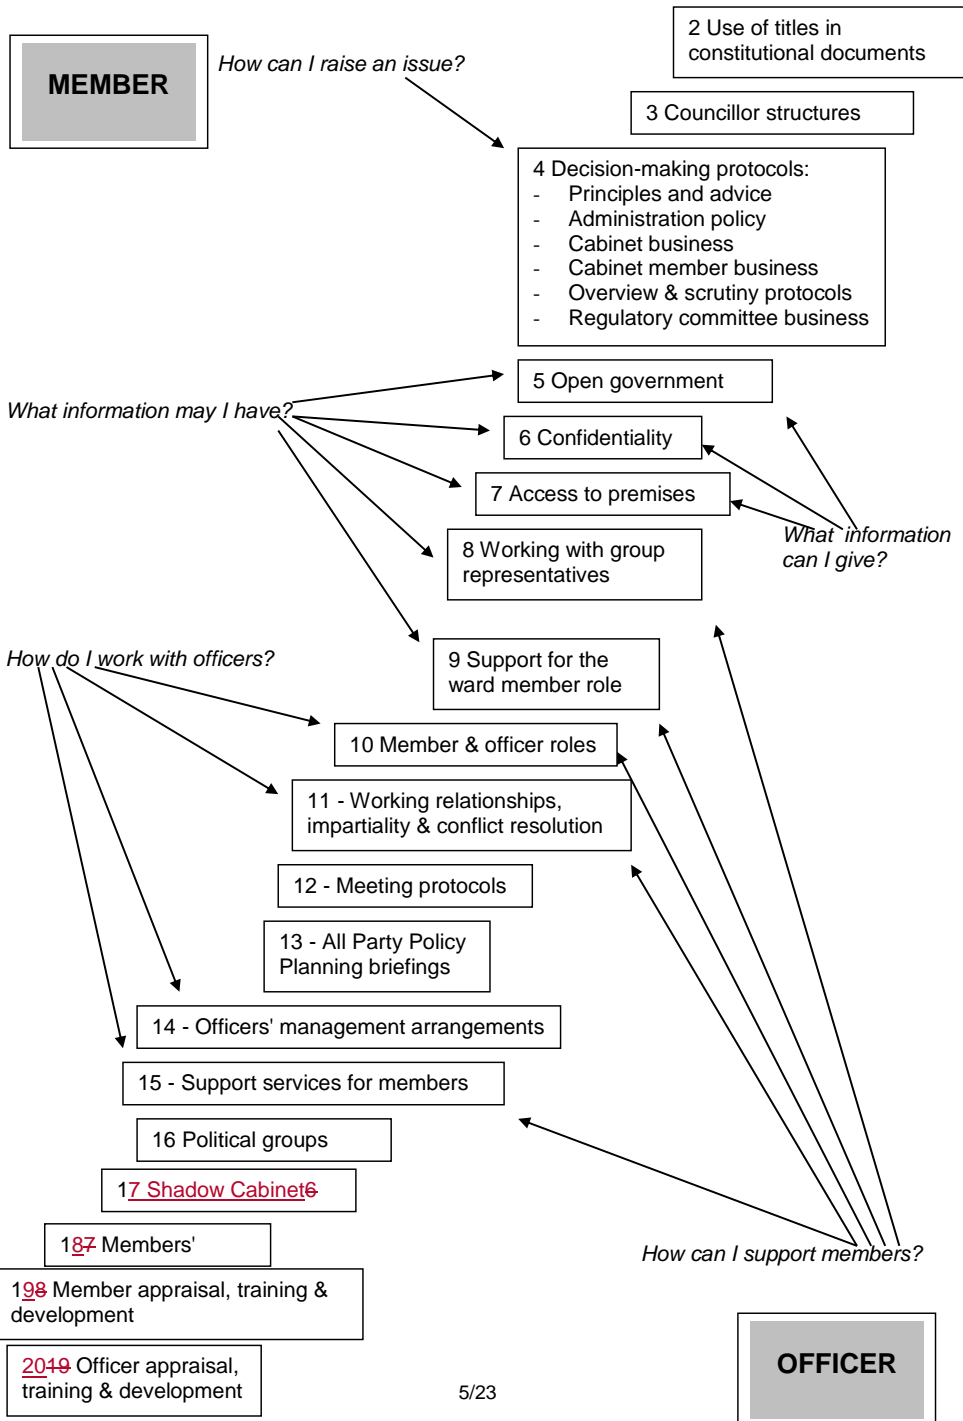 2 Use of titles in
constitutional documents
MEMBER
How can I raise an issue?
3 Councillor structures
4 Decision-making protocols:
- Principles and advice
- Administration policy
- Cabinet business
- Cabinet member business
- Overview & scrutiny protocols
- Regulatory committee business
5 Open government
What information may I have?
6 Confidentiality
7 Access to premises
What information
can I give?
8 Working with group
representatives
How do I work with officers?
9 Support for the
ward member role
10 Member & officer roles
11 - Working relationships,
impartiality & conflict resolution
12 - Meeting protocols
13 - All Party Policy
Planning briefings
14 - Officers' management arrangements
15 - Support services for members
16 Political groups
17 Shadow Cabinet6
187 Members'
How can I support members?
198 Member appraisal, training &
development
2019 Officer appraisal,
training & development
OFFICER
5/23